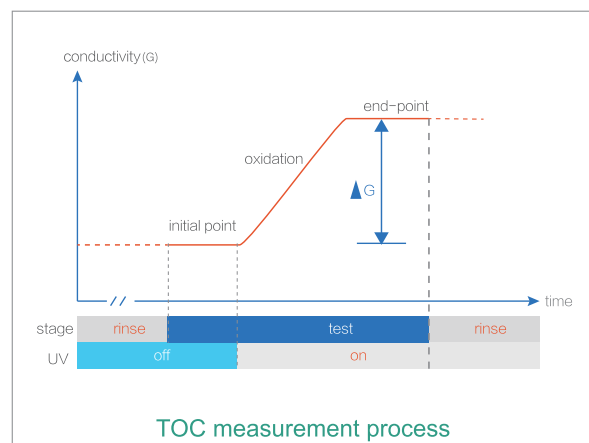 conductivity(G)
end-point
oxidation
▲G
initial point
time
stage rinse test rinse
UV off on
TOC measurement process